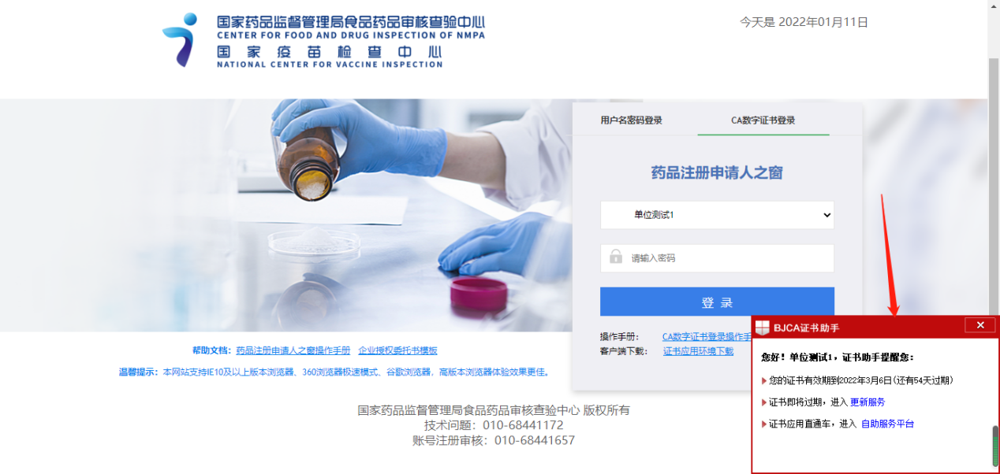 国家药品监督管理局食品药品审核查验中心
今天是 2022年01月11日
CENTER FOR FOOD AND DRUG INSPECTION OF NMPA
国家疫苗检查中心
NATIONAL CENTER FOR VACCINE INSPECTION
用户名密码登录
CA数字证书登录
药品注册申请人之窗
单位测试1
请输入密码
登 录
操作手册： CA数字证书登录操作手
客户端下载： 证书应用环境下载
帮助文档：药品注册申请人之窗操作手册 企业授权委托书模板
温馨提示：本网站支持IE10及以上版本浏览器、360浏览器极速模式、谷歌浏览器，高版本浏览器体验效果更佳。
国家药品监督管理局食品药品审核查验中心 版权所有
技术问题：010-68441172
账号注册审核：010-68441657
BJCA证书助手
您好！单位测试1，证书助手提醒您：
您的证书有效期到2022年3月6日(还有54天过期)
证书即将过期，进入 更新服务
证书应用直通车，进入 自助服务平台